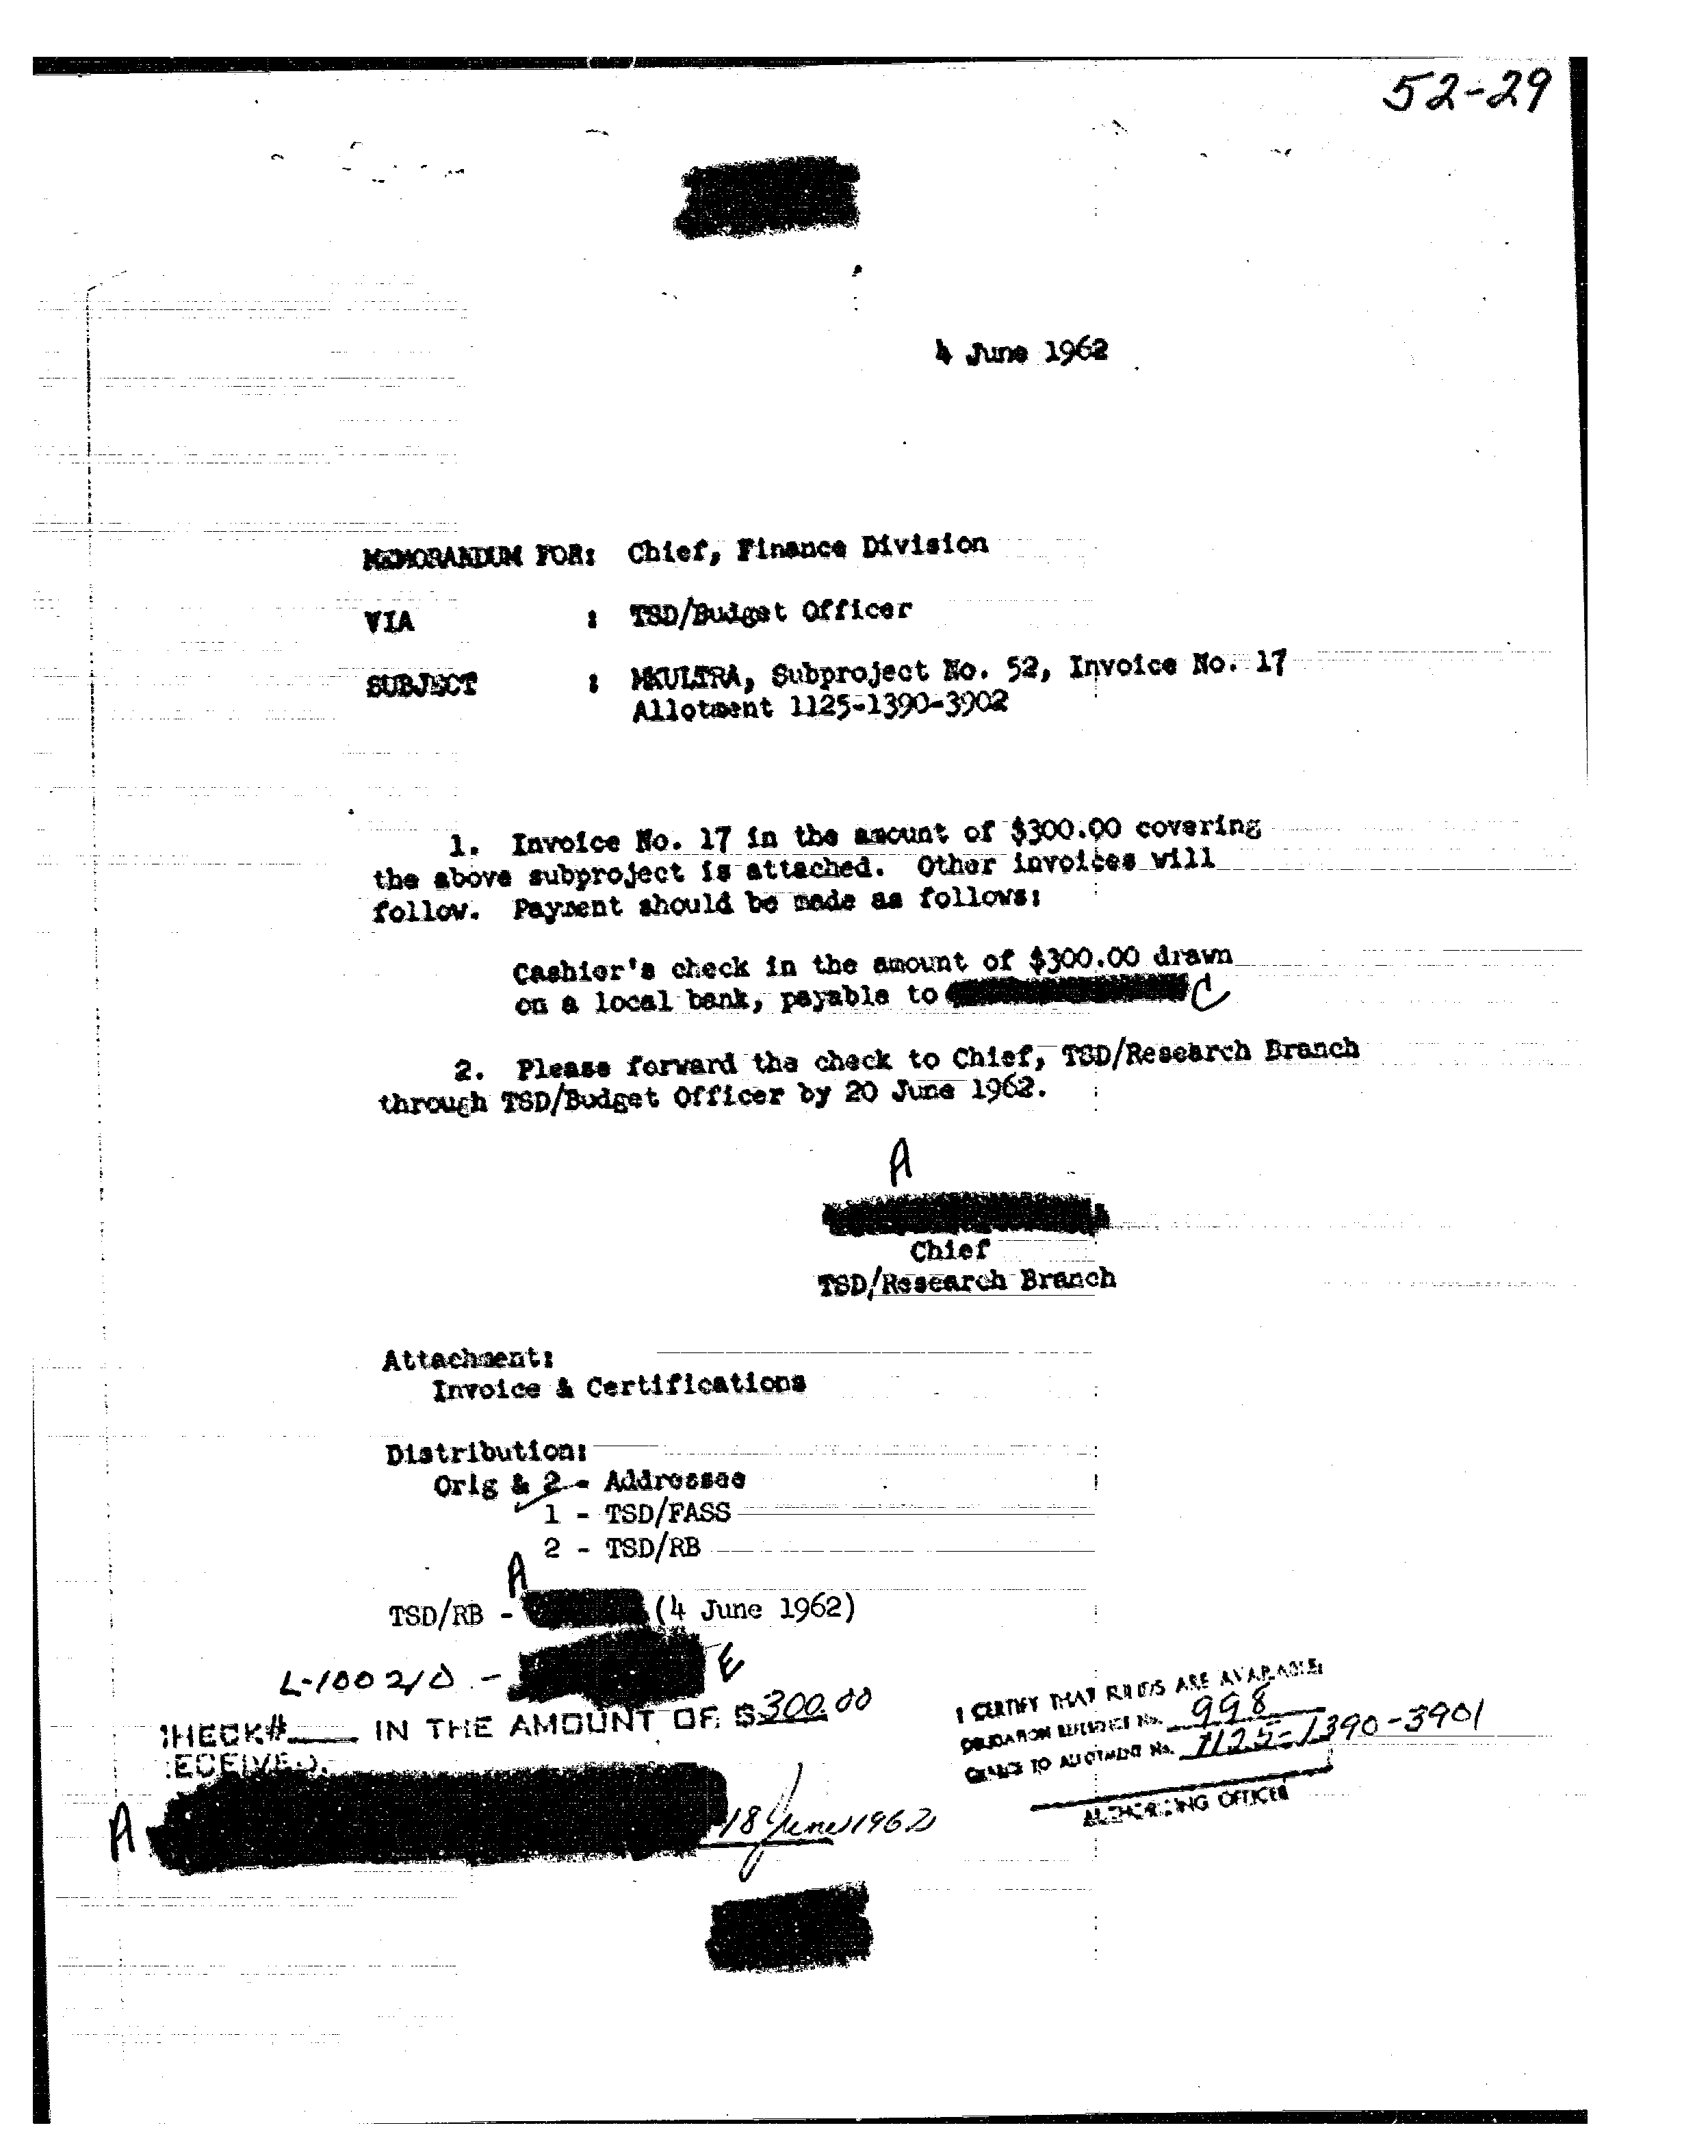 52-29
4 June 1962
MEMORANDUM FOR: Chief, Finance Division
VIA : TSD/Budget Officer
SUBJECT : MKULTRA, Subproject No. 52, Invoice No. 17
Allotment 1125-1390-3902
1. Invoice No. 17 in the amount of $300.00 covering
the above subproject is attached. Other invoices will
follow. Payment should be made as follows:
Cashier's check in the amount of $300.00 drawn
on a local bank, payable to C
2. Please forward the check to Chief, TSD/Research Branch
through TSD/Budget Officer by 20 June 1962.
A
Chief
TSD/Research Branch
Attachment:
Invoice & Certifications
Distribution:
Orig & 2 - Addressee
1 - TSD/FASS
2 - TSD/RB
A
TSD/RB - (4 June 1962)
L-100210 - E
CHECK# IN THE AMOUNT OF $300.00
RECEIVED.
A 18 June 1962
I CERTIFY THAT FUNDS ARE AVAILABLE:
OBLIGATION REFERENCE No. 998
CHARGE TO ALLOTMENT No. 1125-1390-3901
AUTHORIZING OFFICER